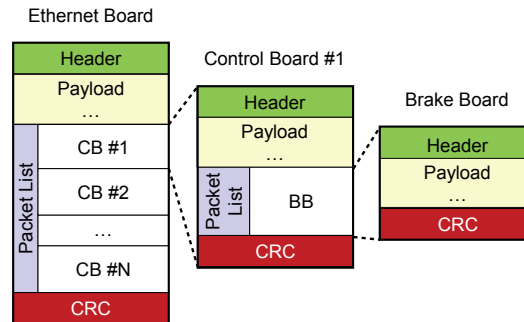 Ethernet Board
Header
Payload
…
Packet List
CB #1
CB #2
…
CB #N
CRC
Control Board #1
Header
Payload
…
Packet
List
BB
CRC
Brake Board
Header
Payload
…
CRC